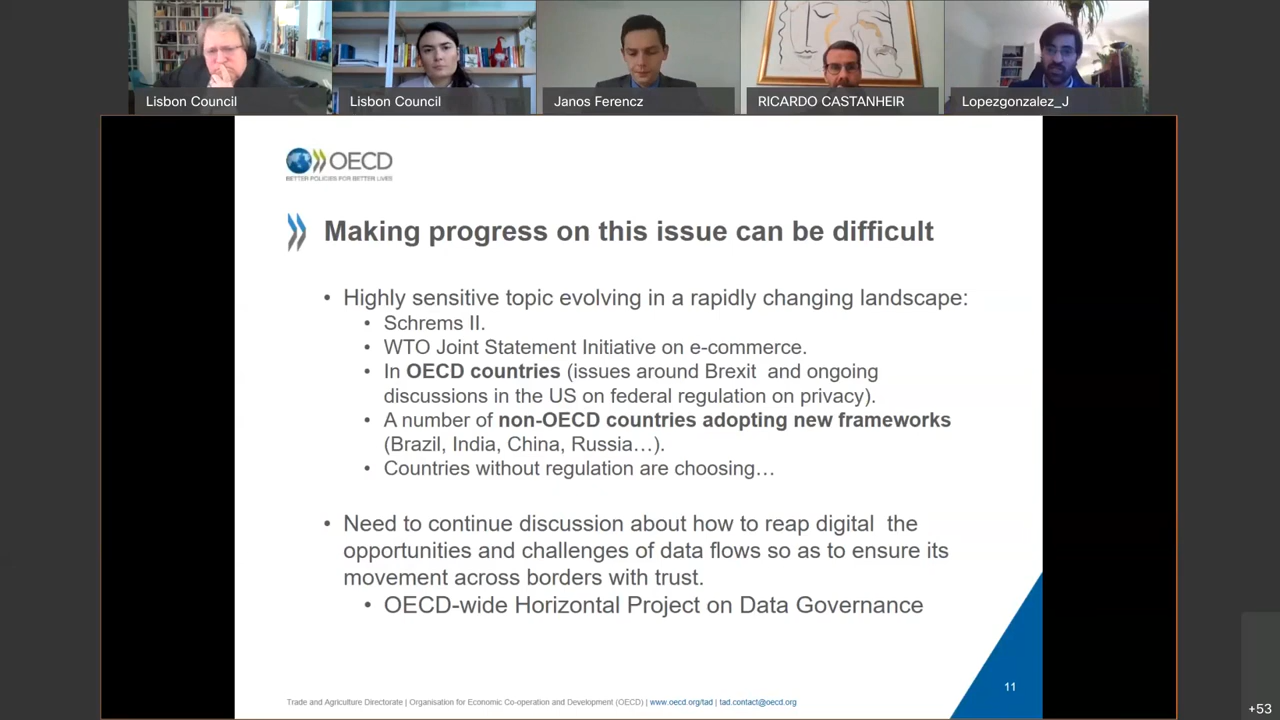 Lisbon Council
Lisbon Council
Janos Ferencz
RICARDO CASTANHEIR
Lopezgonzalez_J
OECD
BETTER POLICIES FOR BETTER LIVES
Making progress on this issue can be difficult
• Highly sensitive topic evolving in a rapidly changing landscape:
• Schrems II.
• WTO Joint Statement Initiative on e-commerce.
• In OECD countries (issues around Brexit and ongoing
discussions in the US on federal regulation on privacy).
• A number of non-OECD countries adopting new frameworks
(Brazil, India, China, Russia…).
• Countries without regulation are choosing…
• Need to continue discussion about how to reap digital the
opportunities and challenges of data flows so as to ensure its
movement across borders with trust.
• OECD-wide Horizontal Project on Data Governance
11
Trade and Agriculture Directorate | Organisation for Economic Co-operation and Development (OECD) | www.oecd.org/tad | tad.contact@oecd.org
+53